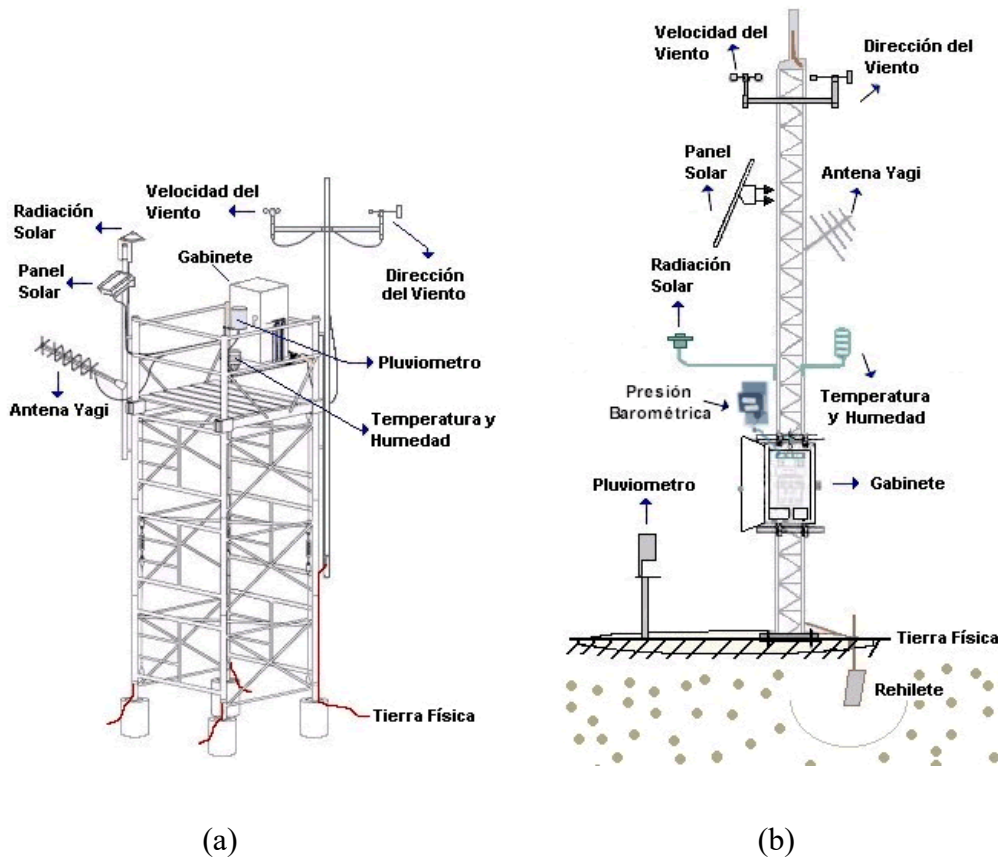 Velocidad del
Viento
Radiación
Solar
Gabinete
Panel
Solar
Dirección
del Viento
Pluviometro
Antena Yagi
Temperatura y
Humedad
Tierra Física
(a)
Velocidad del
Viento
Dirección del
Viento
Panel
Solar
Antena Yagi
Radiación
Solar
Presión
Barométrica
Temperatura
y Humedad
Pluviometro
Gabinete
Tierra Física
Rehilete
(b)